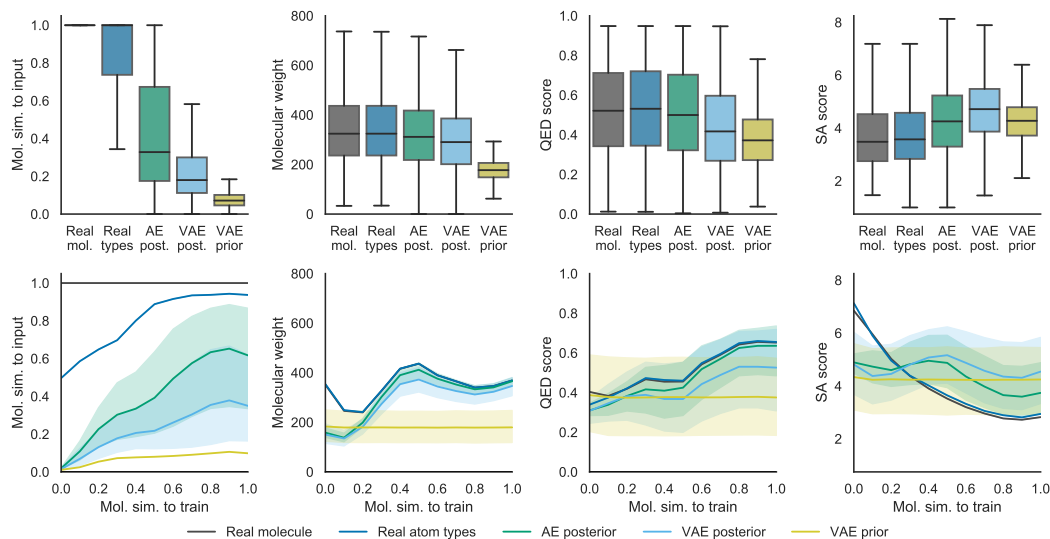 Mol. sim. to input
1.0
0.8
0.6
0.4
0.2
0.0
Real mol.
Real types
AE post.
VAE post.
VAE prior
Molecular weight
800
600
400
200
0
Real mol.
Real types
AE post.
VAE post.
VAE prior
QED score
1.0
0.8
0.6
0.4
0.2
0.0
Real mol.
Real types
AE post.
VAE post.
VAE prior
SA score
8
6
4
2
Real mol.
Real types
AE post.
VAE post.
VAE prior
Mol. sim. to input
1.0
0.8
0.6
0.4
0.2
0.0
0.0 0.2 0.4 0.6 0.8 1.0
Mol. sim. to train
Molecular weight
800
600
400
200
0
0.0 0.2 0.4 0.6 0.8 1.0
Mol. sim. to train
QED score
1.0
0.8
0.6
0.4
0.2
0.0
0.0 0.2 0.4 0.6 0.8 1.0
Mol. sim. to train
SA score
8
6
4
2
0.0 0.2 0.4 0.6 0.8 1.0
Mol. sim. to train
Real molecule Real atom types AE posterior VAE posterior VAE prior